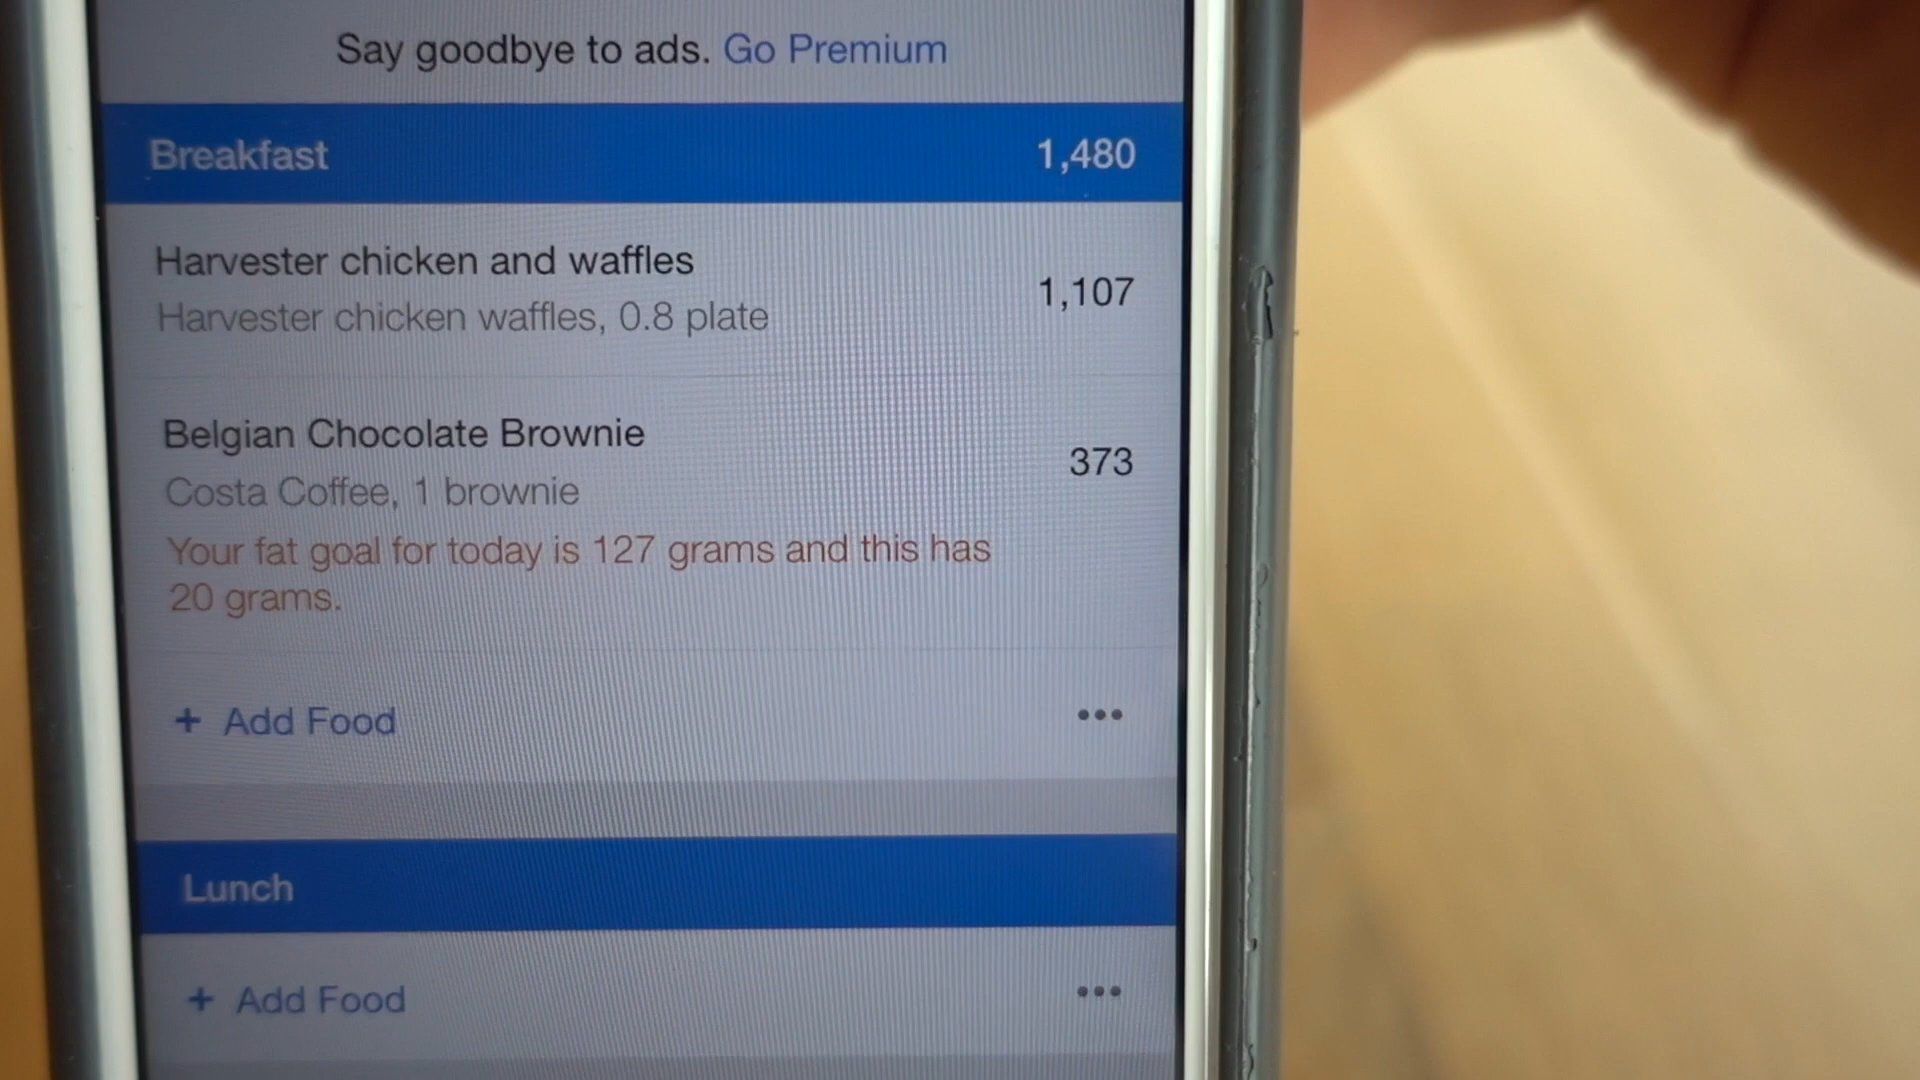 Say goodbye to ads. Go Premium
Breakfast 1,480
Harvester chicken and waffles
Harvester chicken waffles, 0.8 plate
1,107
Belgian Chocolate Brownie
Costa Coffee, 1 brownie
373
Your fat goal for today is 127 grams and this has
20 grams.
+ Add Food
Lunch
+ Add Food